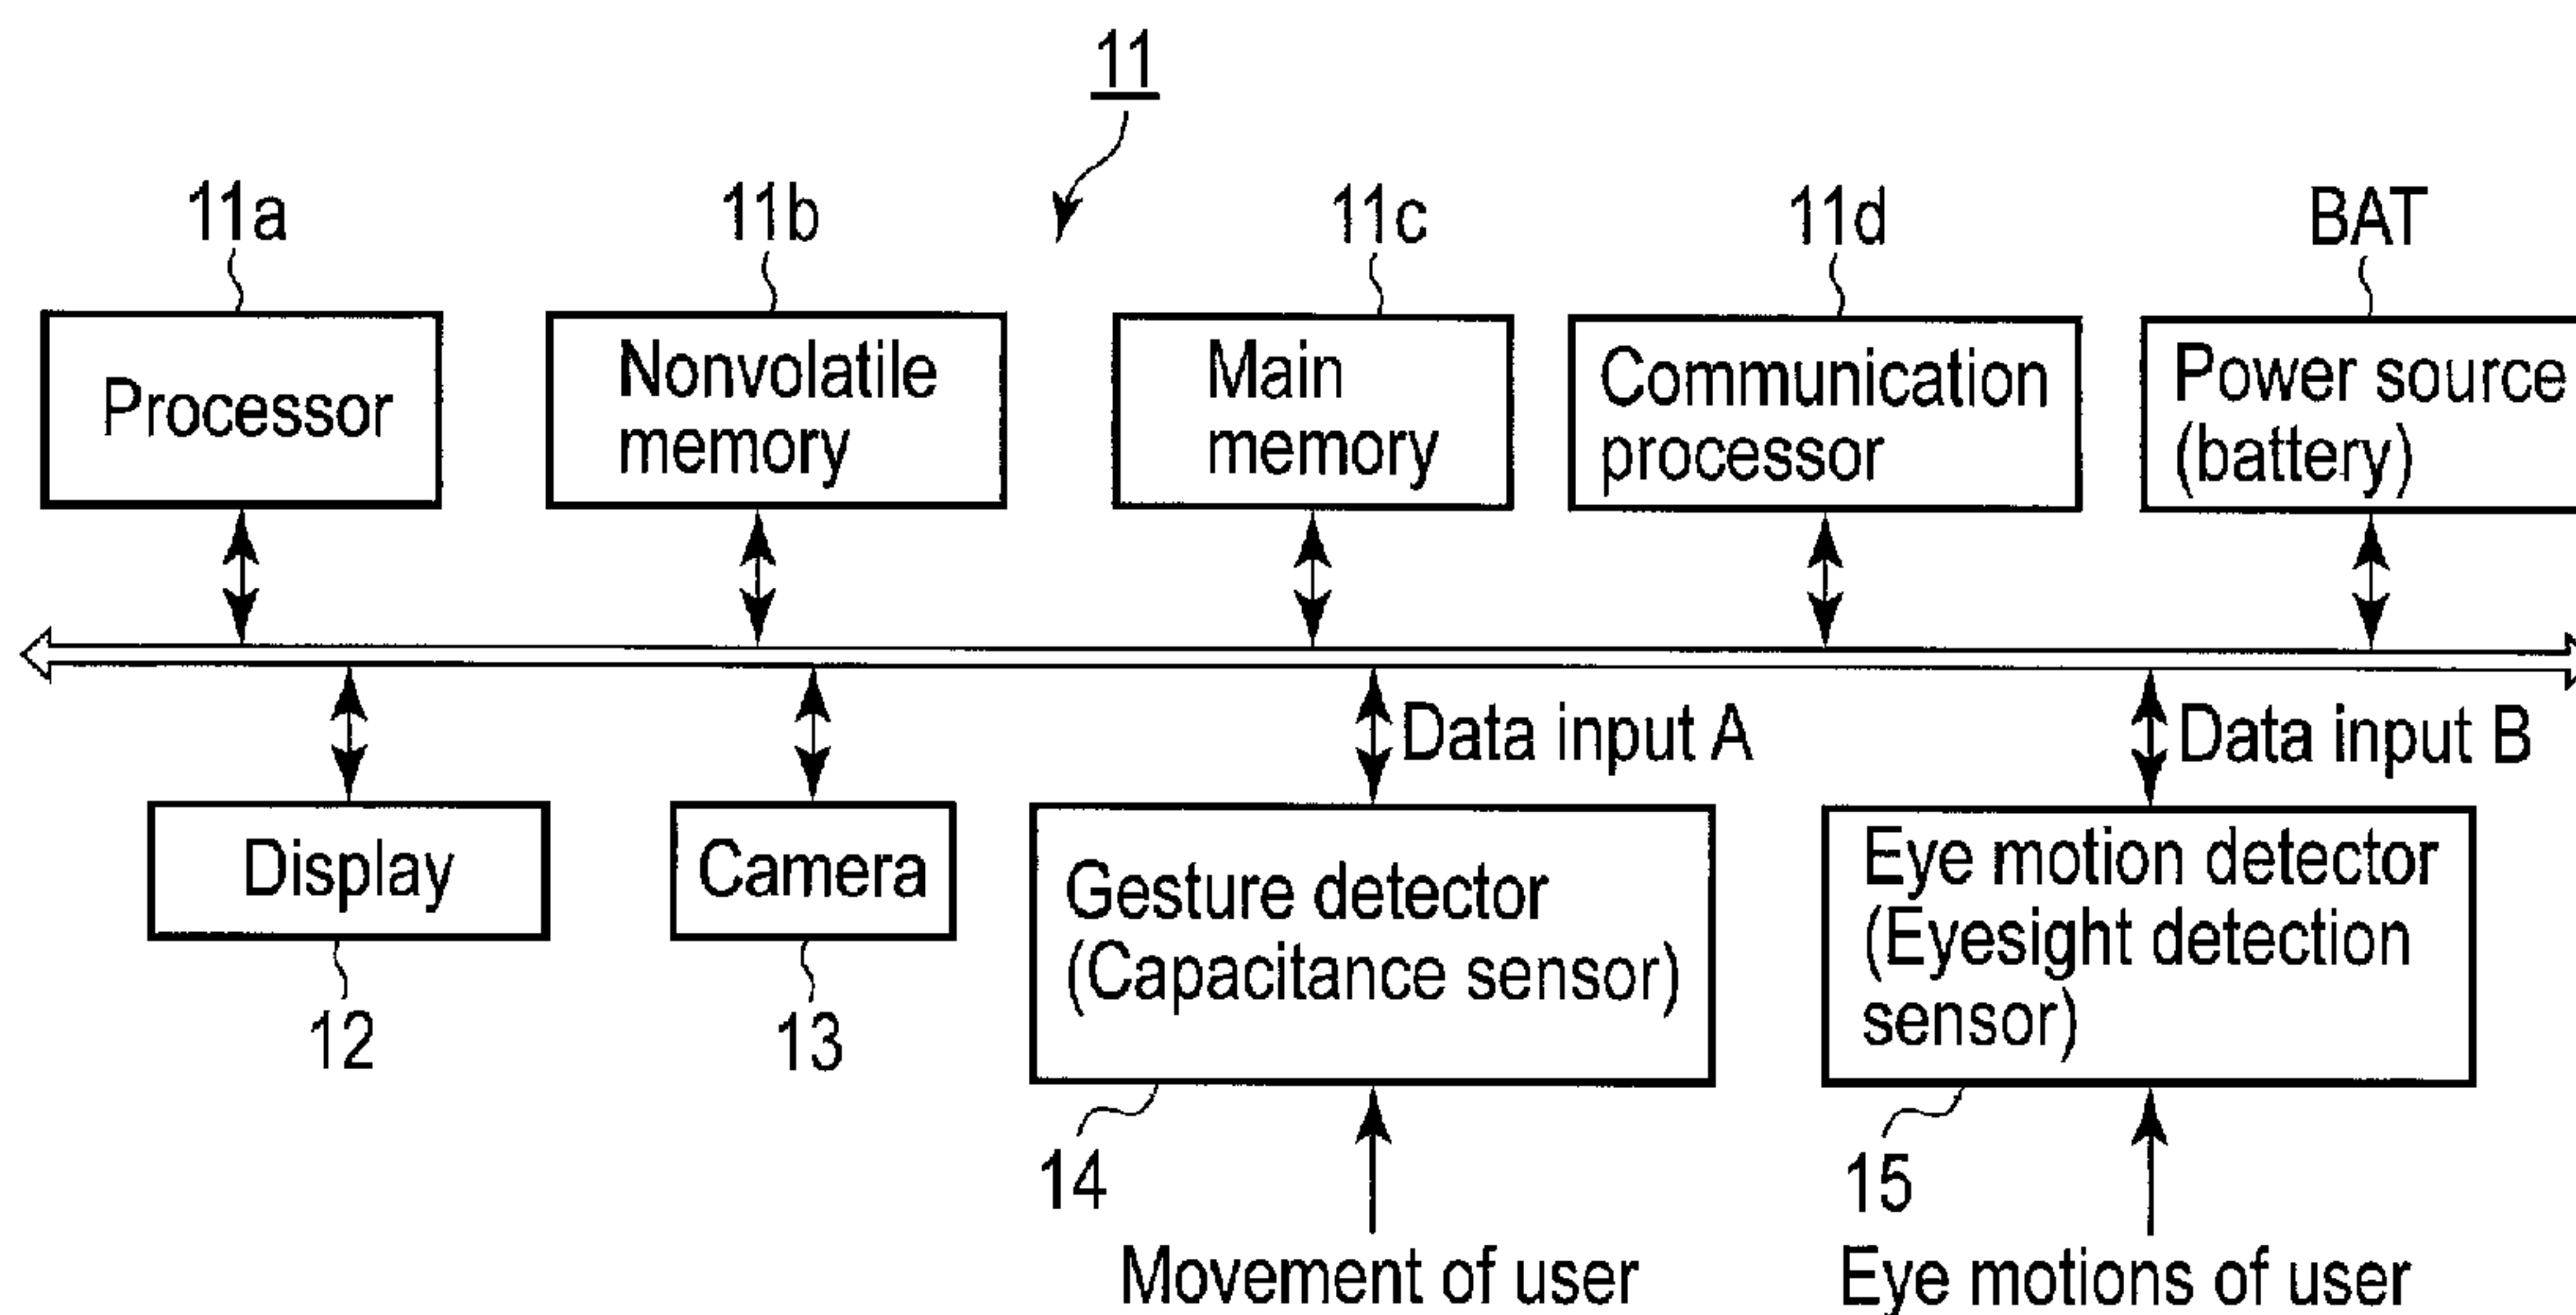 11
11a
11b
11c
11d
BAT
Processor
Nonvolatile
memory
Main
memory
Communication
processor
Power source
(battery)
Data input A
Data input B
Display
Camera
Gesture detector
(Capacitance sensor)
Eye motion detector
(Eyesight detection
sensor)
12
13
14
15
Movement of user
Eye motions of user